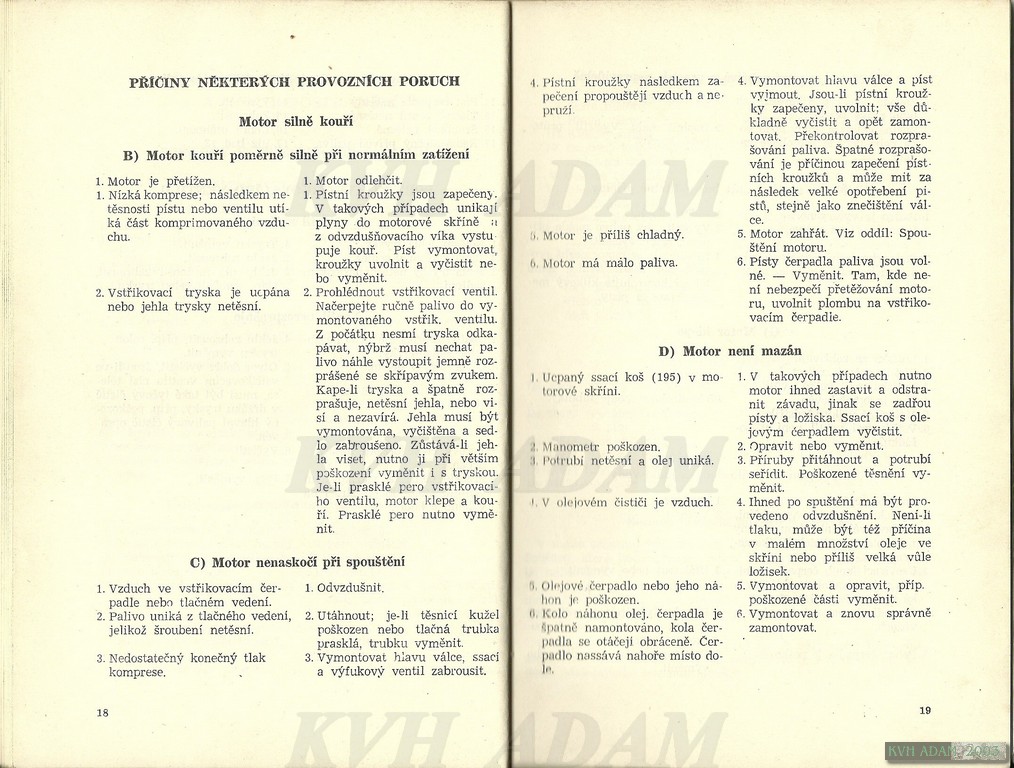 PŘÍČINY NĚKTERÝCH PROVOZNÍCH PORUCH
Motor silně kouří
B) Motor kouří poměrně silně při normálním zatížení
1. Motor je přetížen.
1. Nízká komprese; následkem ne-
těsnosti pístu nebo ventilu utí-
ká část komprimovaného vzdu-
chu.
2. Vstřikovací tryska je ucpána
nebo jehla trysky netěsní.
1. Motor odlehčit.
1. Pístní kroužky jsou zapečeny.
V takových případech unikají
plyny do motorové skříně a
z odvzdušňovacího víka vystu-
puje kouř. Píst vymontovat,
kroužky uvolnit a vyčistit ne-
bo vyměnit.
2. Prohlédnout vstřikovací ventil.
Načerpejte ručně palivo do vy-
montovaného vstřik. ventilu.
Z počátku nesmí tryska odka-
pávat, nýbrž musí nechat pa-
livo náhle vystoupit jemně roz-
prášené se skřípavým zvukem.
Kape-li tryska a špatně roz-
prašuje, netěsní jehla, nebo vi-
sí a nezavírá. Jehla musí být
vymontována, vyčištěna a sed-
lo zabroušeno. Zůstává-li jeh-
la viset, nutno ji při větším
poškození vyměnit i s tryskou.
Je-li prasklé pero vstřikovací-
ho ventilu, motor klepe a kou-
ří. Prasklé pero nutno vymě-
nit.
C) Motor nenaskočí při spouštění
1. Vzduch ve vstřikovacím čer-
padle nebo tlačném vedení.
2. Palivo uniká z tlačného vedení,
jelikož šroubení netěsní.
3. Nedostatečný konečný tlak
komprese.
1. Odvzdušnit.
2. Utáhnout; je-li těsnicí kužel
poškozen nebo tlačná trubka
prasklá, trubku vyměnit.
3. Vymontovat hlavu válce, ssací
a výfukový ventil zabrousit.
18
4. Pístní kroužky následkem za-
pečení propouštějí vzduch a ne-
pruží.
5. Motor je příliš chladný.
6. Motor má málo paliva.
4. Vymontovat hlavu válce a píst
vyjmout. Jsou-li pístní krouž-
ky zapečeny, uvolnit; vše dů-
kladně vyčistit a opět zamon-
tovat. Překontrolovat rozpra-
šování paliva. Špatné rozprašo-
vání je příčinou zapečení píst-
ních kroužků a může mít za
následek velké opotřebení pí-
stů, stejně jako znečištění vál-
ce.
5. Motor zahřát. Viz oddíl: Spou-
štění motoru.
6. Písty čerpadla paliva jsou vol-
né. — Vyměnit. Tam, kde ne-
ní nebezpečí přetěžování moto-
ru, uvolnit plombu na vstřiko-
vacím čerpadle.
D) Motor není mazán
1. Ucpaný ssací koš (195) v mo-
torové skříni.
2. Manometr poškozen.
3. Potrubí netěsní a olej uniká.
4. V olejovém čističi je vzduch.
5. Olejové čerpadlo nebo jeho ná-
hon je poškozen.
6. Kolo náhonu olej. čerpadla je
špatně namontováno, kola čer-
padla se otáčejí obráceně. Čer-
padlo nassává nahoře místo do-
le.
1. V takových případech nutno
motor ihned zastavit a odstra-
nit závadu, jinak se zadřou
písty a ložiska. Ssací koš s ole-
jovým čerpadlem vyčistit.
2. Opravit nebo vyměnit.
3. Příruby přitáhnout a potrubí
seřídit. Poškozené těsnění vy-
měnit.
4. Ihned po spuštění má být pro-
vedeno odvzdušnění. Není-li
tlaku, může být též příčina
v malém množství oleje ve
skříni nebo příliš velká vůle
ložisek.
5. Vymontovat a opravit, příp.
poškozené části vyměnit.
6. Vymontovat a znovu správně
zamontovat.
19
KVH ADAM
KVH ADAM
KVH ADAM
KVH ADAM